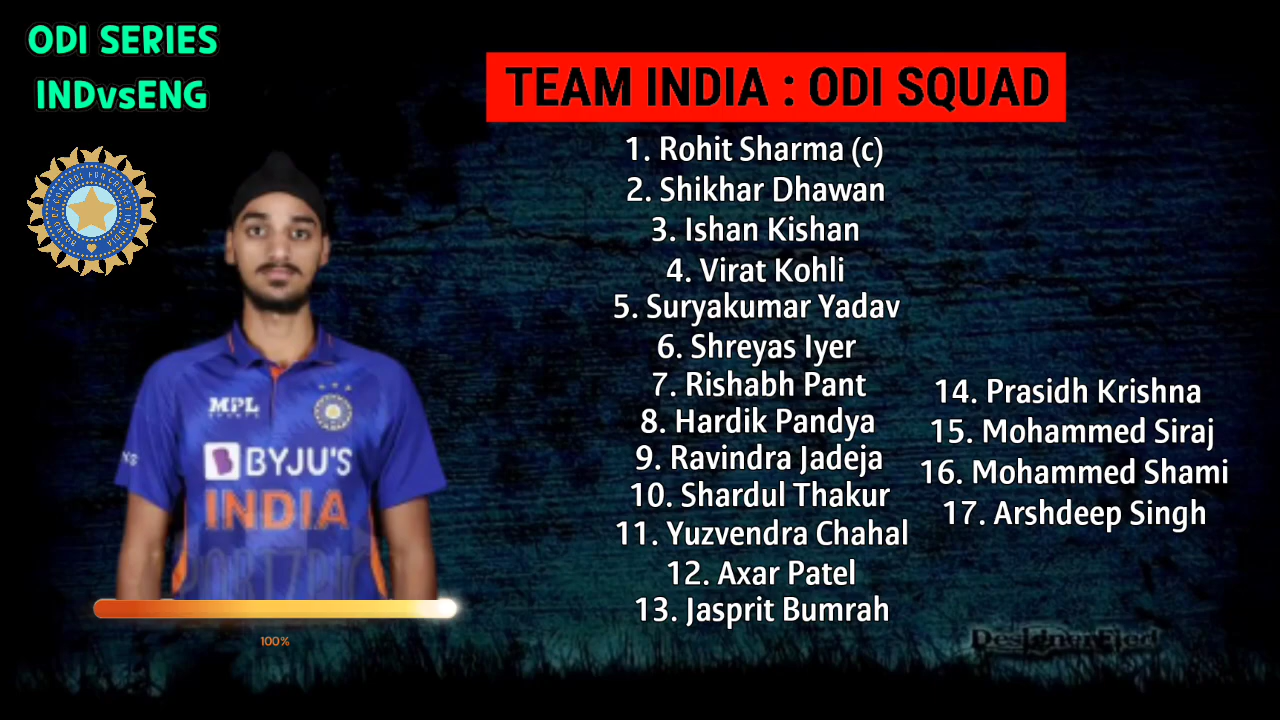 ODI SERIES
INDvsENG
TEAM INDIA : ODI SQUAD
1. Rohit Sharma (c)
2. Shikhar Dhawan
3. Ishan Kishan
4. Virat Kohli
5. Suryakumar Yadav
6. Shreyas Iyer
7. Rishabh Pant
8. Hardik Pandya
9. Ravindra Jadeja
10. Shardul Thakur
11. Yuzvendra Chahal
12. Axar Patel
13. Jasprit Bumrah
14. Prasidh Krishna
15. Mohammed Siraj
16. Mohammed Shami
17. Arshdeep Singh
MPL
BYJU'S
INDIA
100%